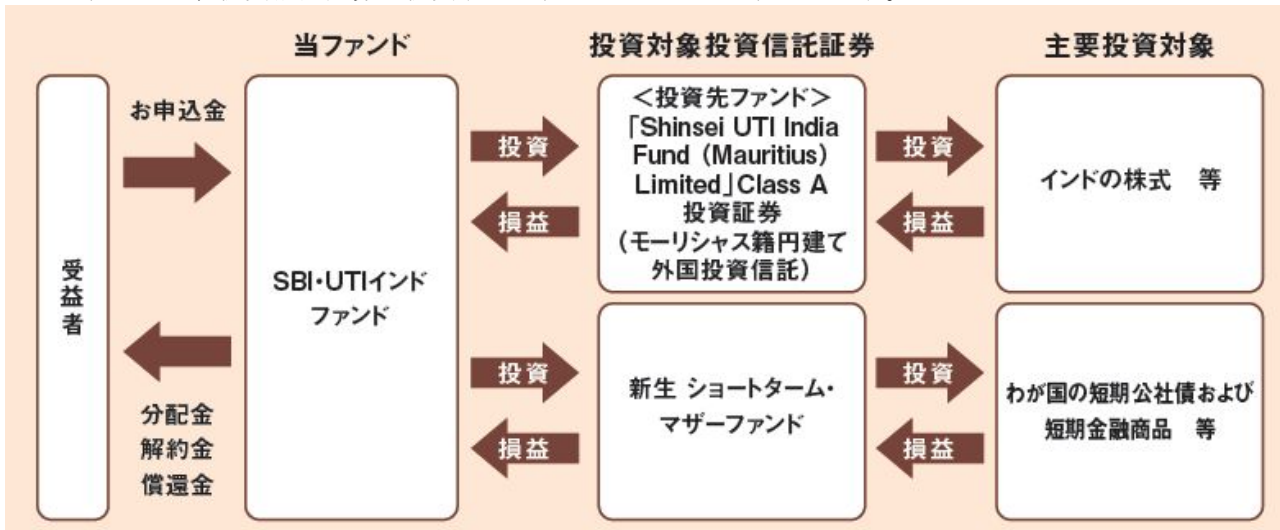 当ファンド
投資対象投資信託証券
主要投資対象
受益者
お申込金
分配金
解約金
償還金
SBI・UTIインド
ファンド
投資
損益
＜投資先ファンド＞
「Shinsei UTI India
Fund（Mauritius）
Limited」Class A
投資証券
（モーリシャス籍円建て
外国投資信託）
投資
損益
インドの株式　等
投資
損益
新生 ショートターム・
マザーファンド
投資
損益
わが国の短期公社債および
短期金融商品　等